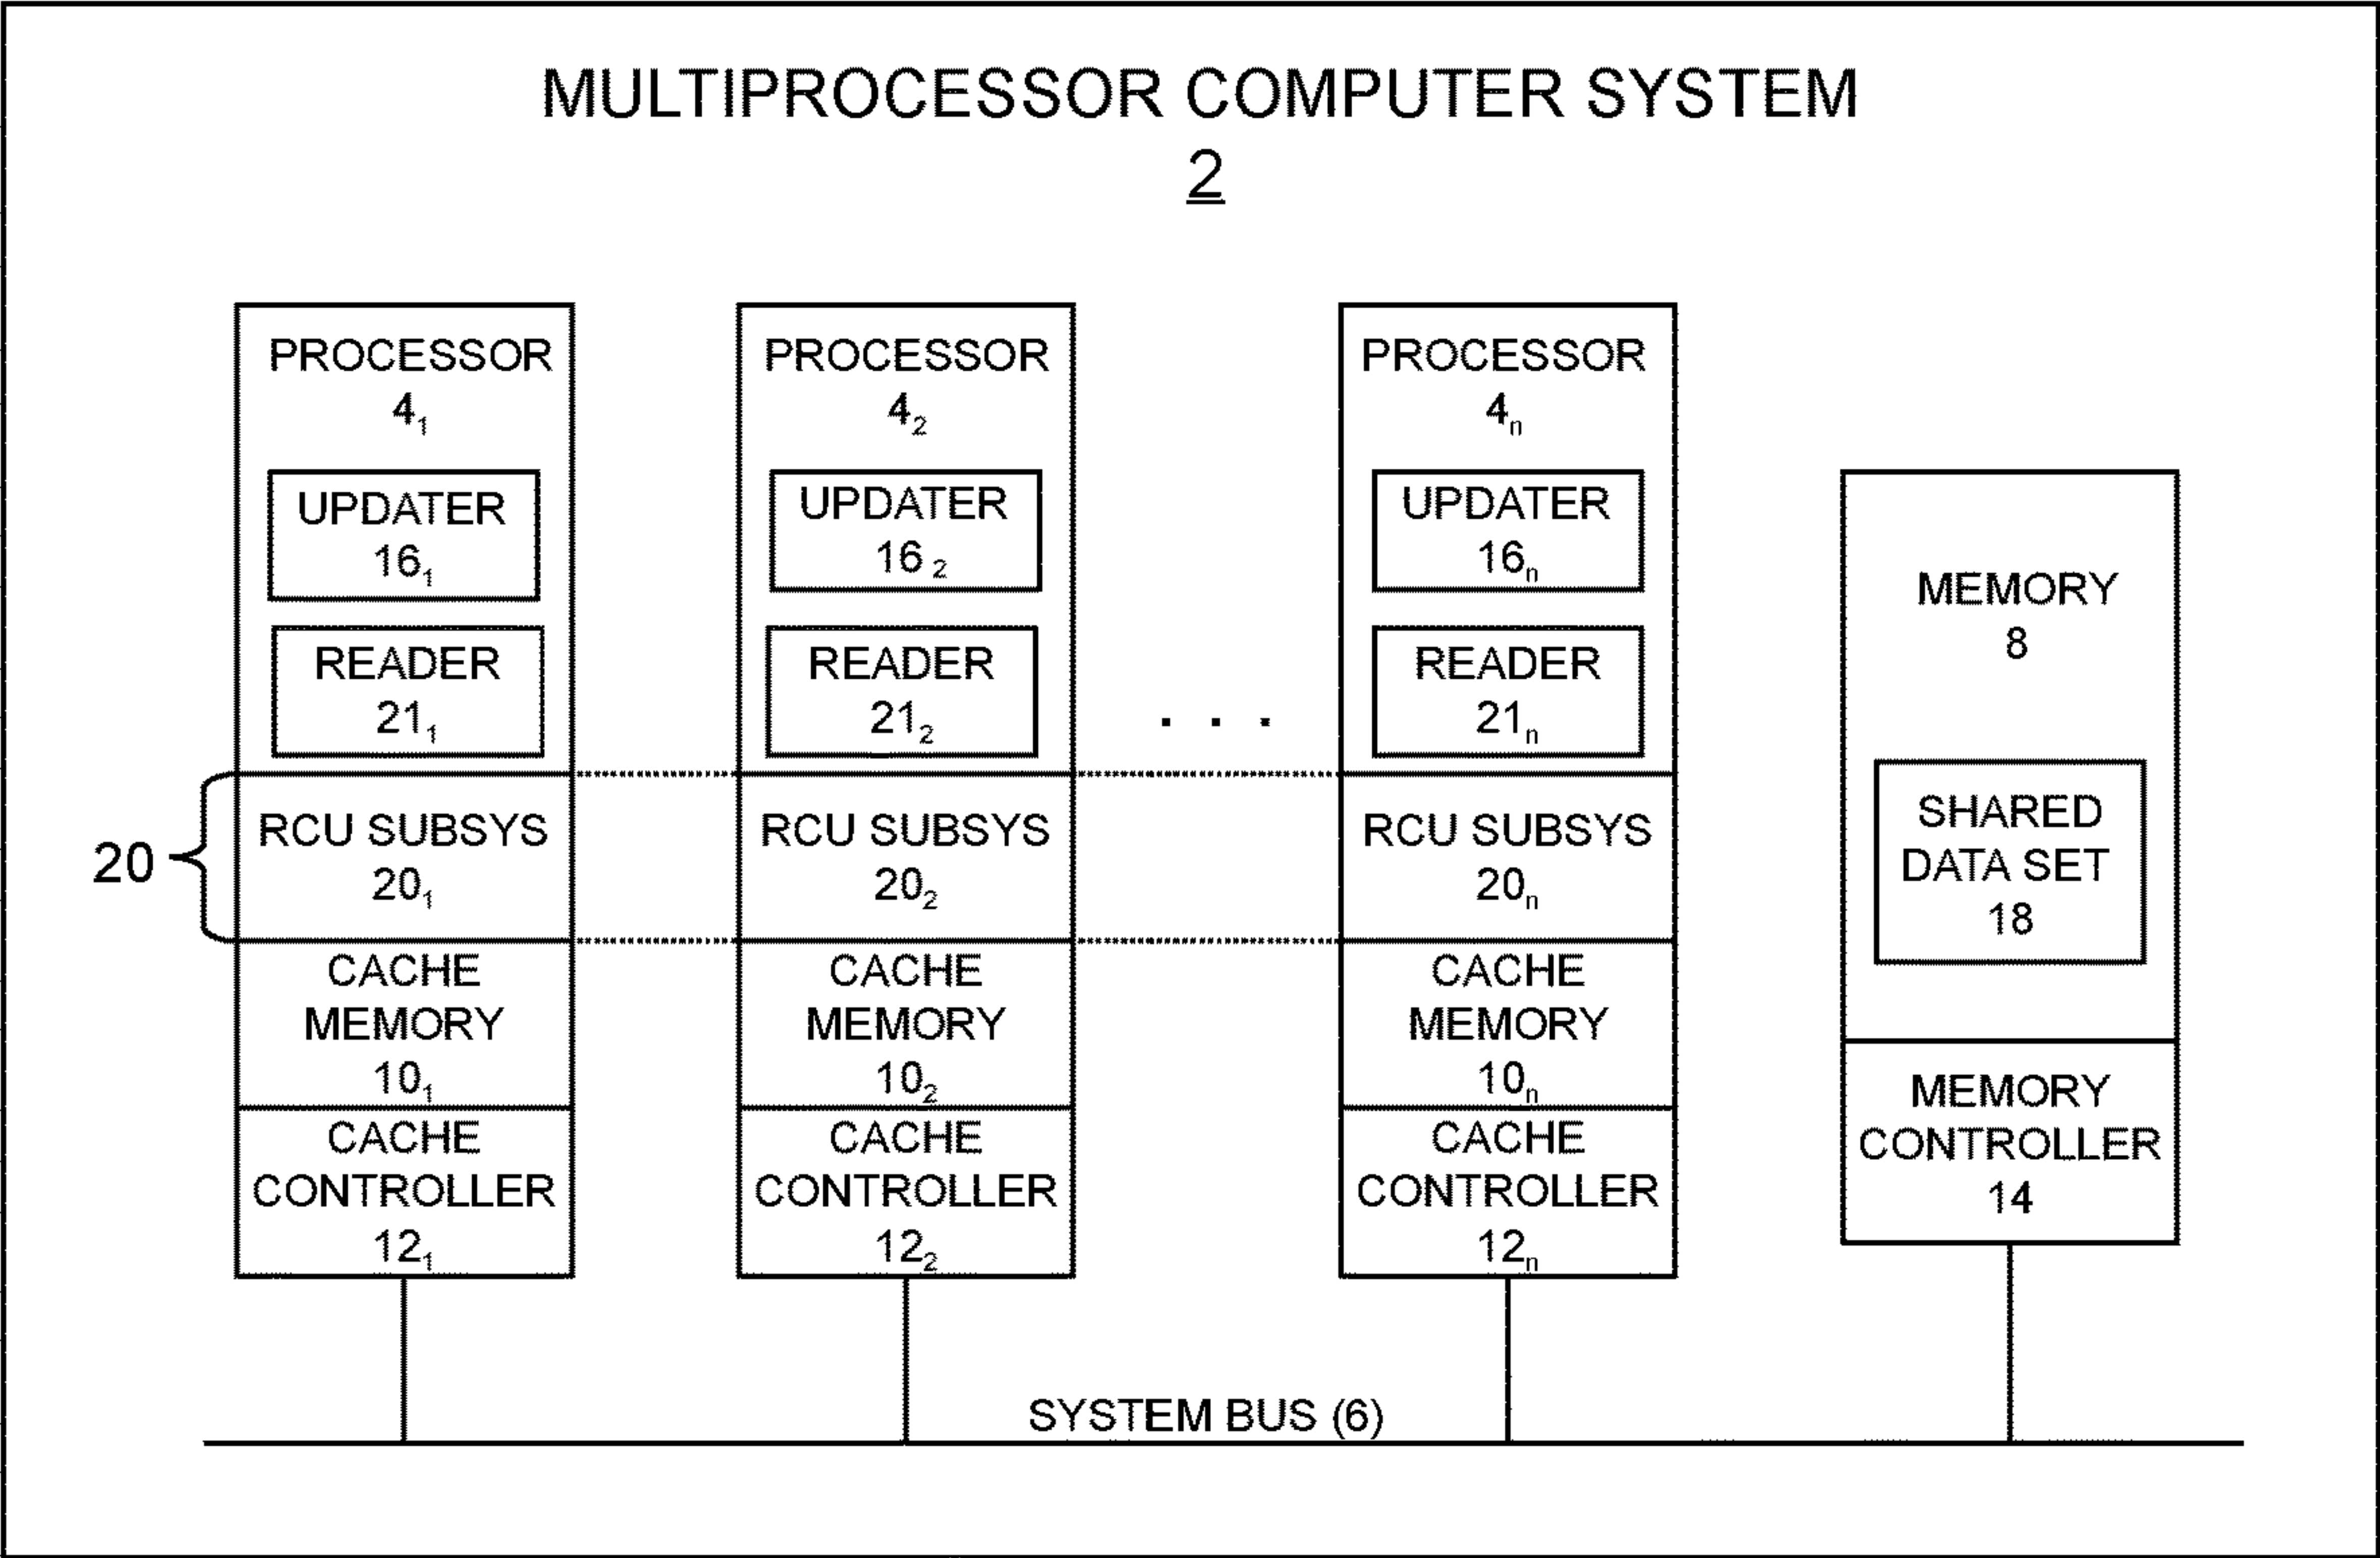 MULTIPROCESSOR COMPUTER SYSTEM
2
PROCESSOR
4₁
UPDATER
16₁
READER
21₁
20
RCU SUBSYS
20₁
CACHE
MEMORY
10₁
CACHE
CONTROLLER
12₁
PROCESSOR
4₂
UPDATER
16 ₂
READER
21₂
RCU SUBSYS
20₂
CACHE
MEMORY
10₂
CACHE
CONTROLLER
12₂
. . .
PROCESSOR
4ₙ
UPDATER
16ₙ
READER
21ₙ
RCU SUBSYS
20ₙ
CACHE
MEMORY
10ₙ
CACHE
CONTROLLER
12ₙ
MEMORY
8
SHARED
DATA SET
18
MEMORY
CONTROLLER
14
SYSTEM BUS (6)